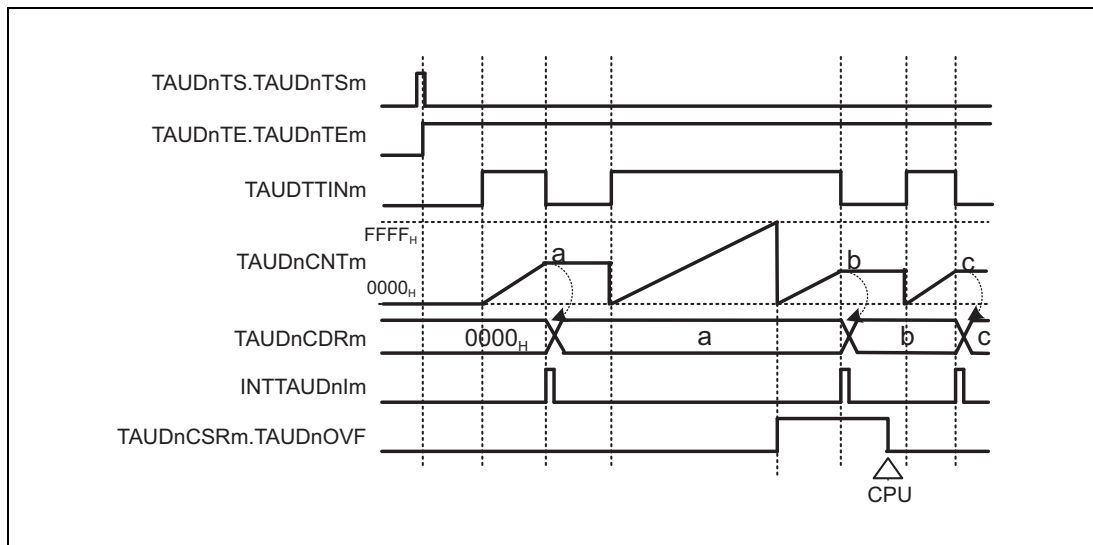 TAUDnTS.TAUDnTSm
TAUDnTE.TAUDnTEm
TAUDTTINm
FFFFH
TAUDnCNTm
a
b
c
0000H
TAUDnCDRm
0000H
a
b
c
INTTAUDnIm
TAUDnCSRm.TAUDnOVF
CPU